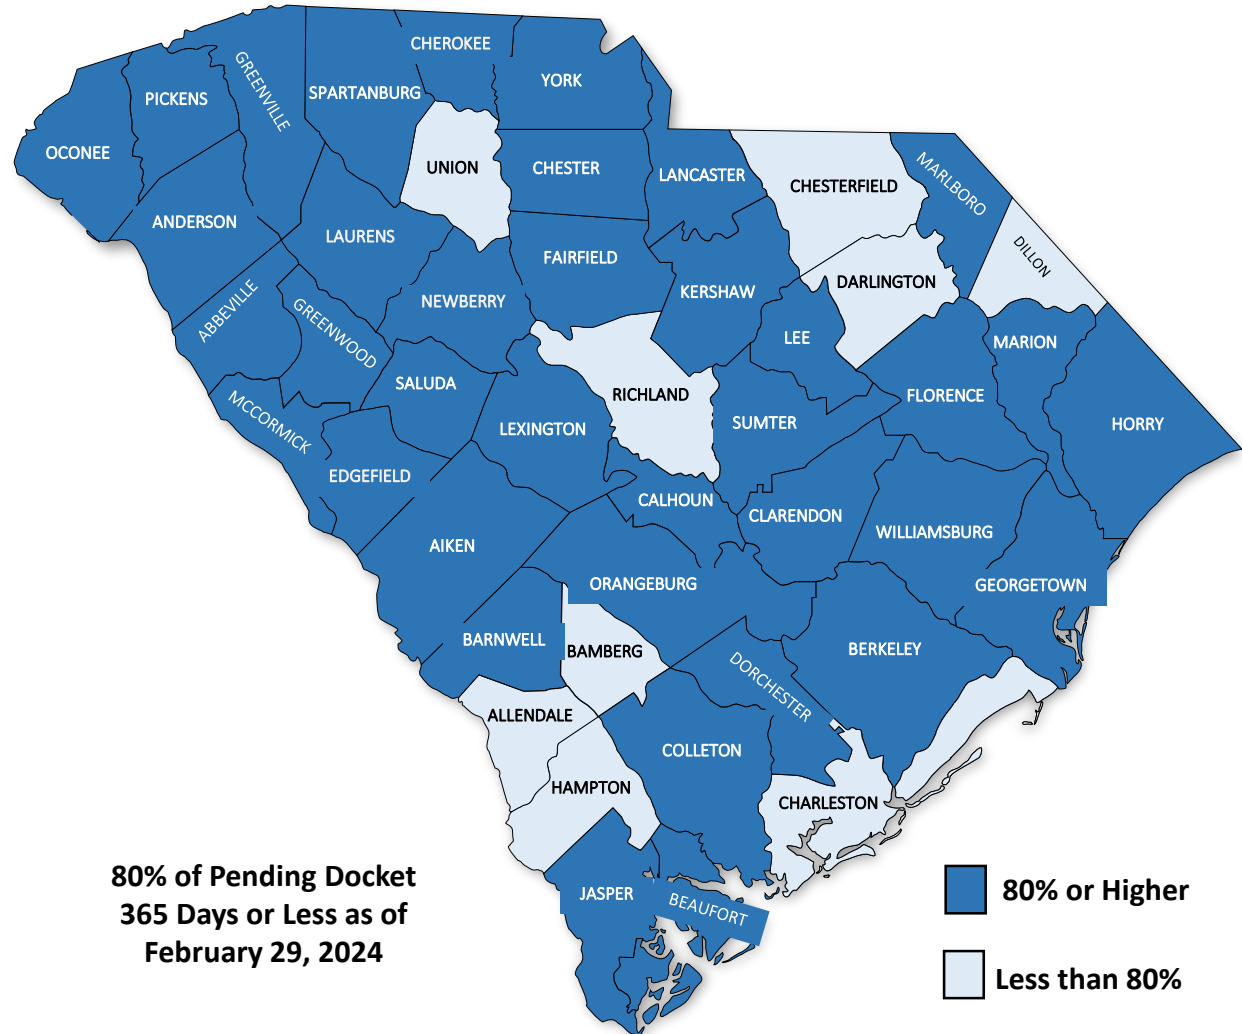 CHEROKEE
YORK
GREENVILLE
SPARTANBURG
PICKENS
OCONEE
UNION
CHESTER
LANCASTER
CHESTERFIELD
MARLBORO
ANDERSON
LAURENS
FAIRFIELD
DILLON
DARLINGTON
KERSHAW
NEWBERRY
ABBEVILLE
GREENWOOD
LEE
MARION
SALUDA
RICHLAND
FLORENCE
MCCORMICK
LEXINGTON
SUMTER
HORRY
EDGEFIELD
CALHOUN
CLARENDON
WILLIAMSBURG
AIKEN
ORANGEBURG
GEORGETOWN
BARNWELL
BAMBERG
BERKELEY
DORCHESTER
ALLENDALE
COLLETON
HAMPTON
CHARLESTON
JASPER
BEAUFORT
80% of Pending Docket
365 Days or Less as of
February 29, 2024
80% or Higher
Less than 80%